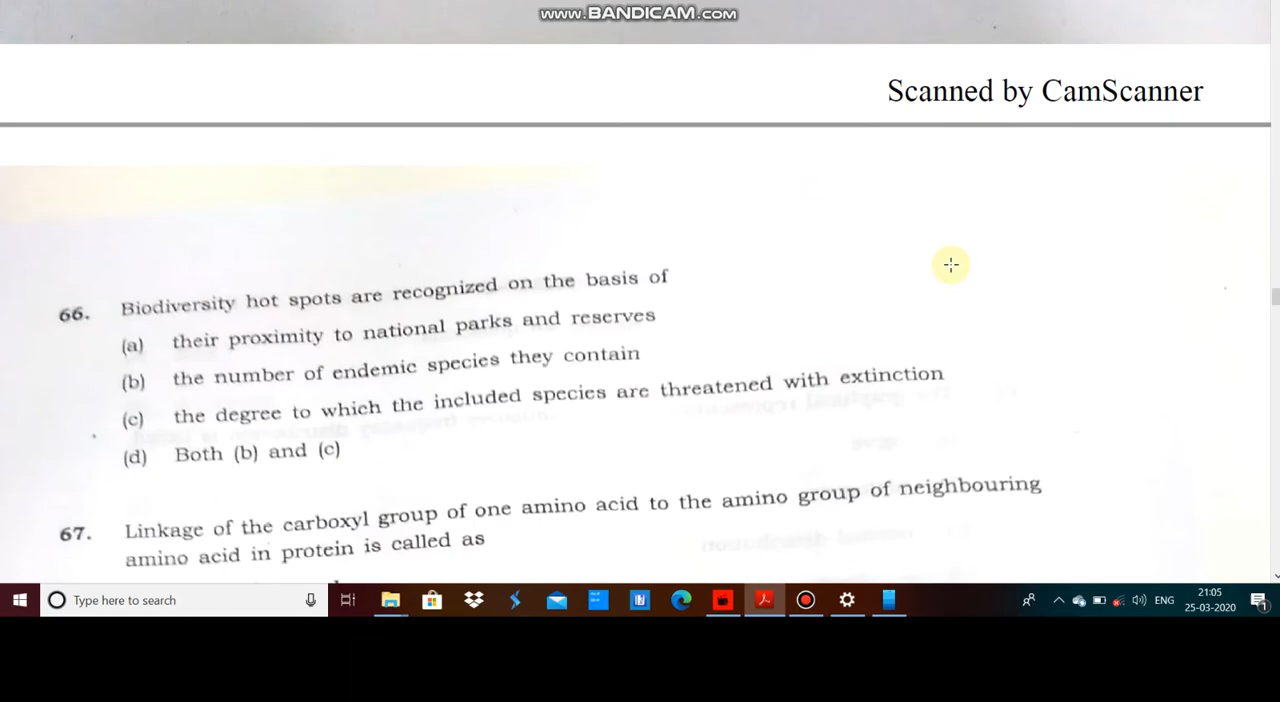 www.BANDICAM.com
Scanned by CamScanner
66. Biodiversity hot spots are recognized on the basis of
(a) their proximity to national parks and reserves
(b) the number of endemic species they contain
(c) the degree to which the included species are threatened with extinction
(d) Both (b) and (c)
67. Linkage of the carboxyl group of one amino acid to the amino group of neighbouring
amino acid in protein is called as
Type here to search
ENG
21:05
25-03-2020
1